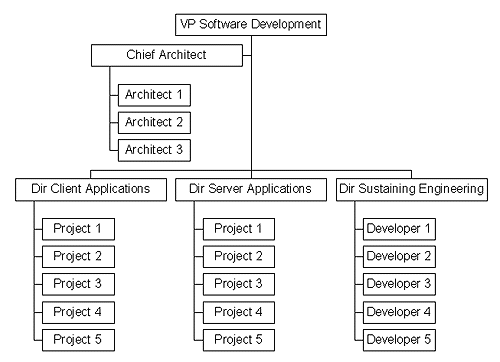 VP Software Development
Chief Architect
Architect 1
Architect 2
Architect 3
Dir Client Applications
Dir Server Applications
Dir Sustaining Engineering
Project 1
Project 1
Developer 1
Project 2
Project 2
Developer 2
Project 3
Project 3
Developer 3
Project 4
Project 4
Developer 4
Project 5
Project 5
Developer 5